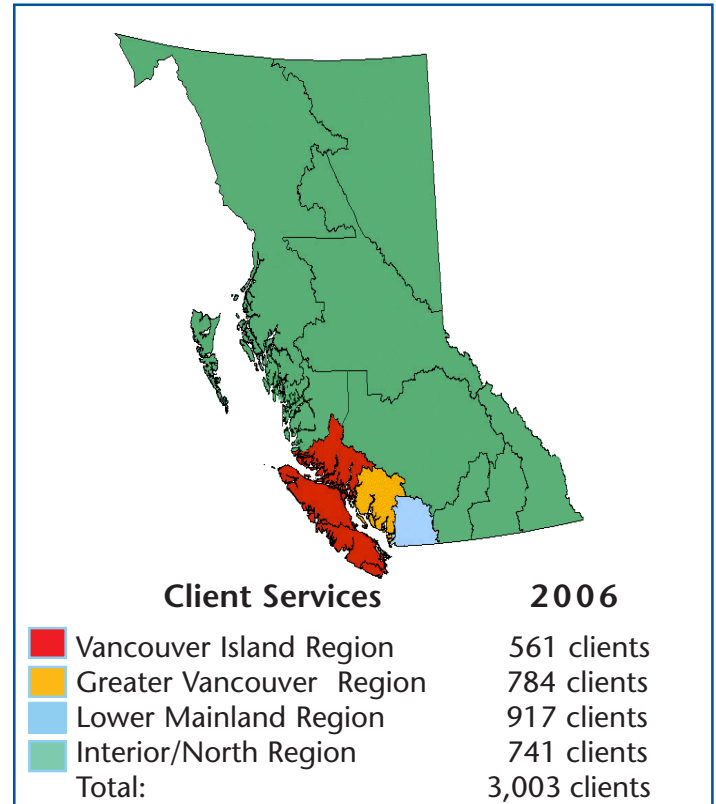 Client Services 2006
Vancouver Island Region 561 clients
Greater Vancouver Region 784 clients
Lower Mainland Region 917 clients
Interior/North Region 741 clients
Total: 3,003 clients